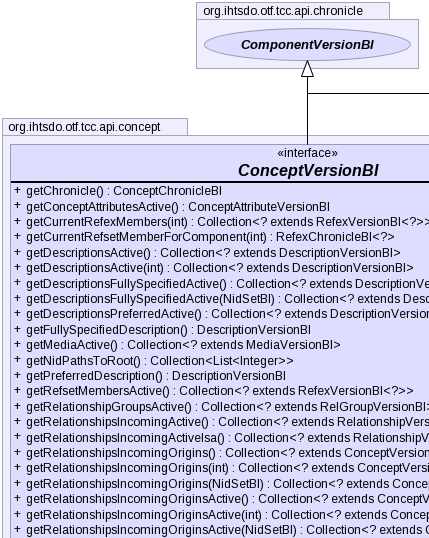 org.ihtsdo.otf.tcc.api.chronicle
ComponentVersionBI
org.ihtsdo.otf.tcc.api.concept
«interface»
ConceptVersionBI
+ getChronicle() : ConceptChronicleBI
+ getConceptAttributesActive() : ConceptAttributeVersionBI
+ getCurrentRefexMembers(int) : Collection<? extends RefexVersionBI<?>>
+ getCurrentRefsetMemberForComponent(int) : RefexChronicleBI<?>
+ getDescriptionsActive() : Collection<? extends DescriptionVersionBI>
+ getDescriptionsActive(int) : Collection<? extends DescriptionVersionBI>
+ getDescriptionsFullySpecifiedActive() : Collection<? extends DescriptionVe
+ getDescriptionsFullySpecifiedActive(NidSetBI) : Collection<? extends Desc
+ getDescriptionsPreferredActive() : Collection<? extends DescriptionVersion
+ getFullySpecifiedDescription() : DescriptionVersionBI
+ getMediaActive() : Collection<? extends MediaVersionBI>
+ getNidPathsToRoot() : Collection<List<Integer>>
+ getPreferredDescription() : DescriptionVersionBI
+ getRefsetMembersActive() : Collection<? extends RefexVersionBI<?>>
+ getRelationshipGroupsActive() : Collection<? extends RelGroupVersionBI>
+ getRelationshipsIncomingActive() : Collection<? extends RelationshipVers
+ getRelationshipsIncomingActiveIsa() : Collection<? extends RelationshipV
+ getRelationshipsIncomingOrigins() : Collection<? extends ConceptVersion
+ getRelationshipsIncomingOrigins(int) : Collection<? extends ConceptVersi
+ getRelationshipsIncomingOrigins(NidSetBI) : Collection<? extends Conce
+ getRelationshipsIncomingOriginsActive() : Collection<? extends ConceptV
+ getRelationshipsIncomingOriginsActive(int) : Collection<? extends Concep
+ getRelationshipsIncomingOriginsActive(NidSetBI) : Collection<? extends C